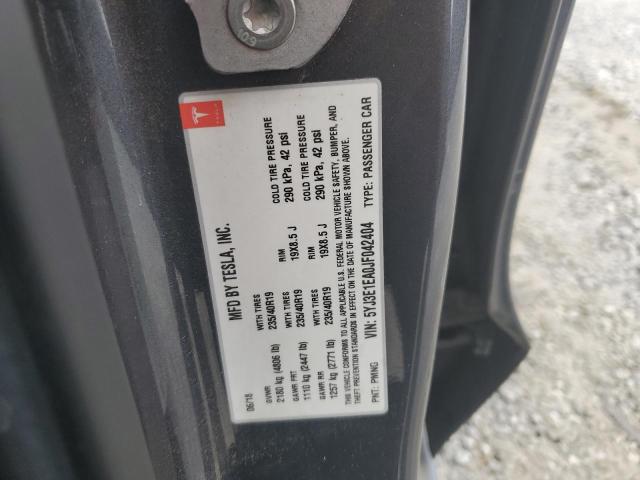 10.9
TESLA
MFD BY TESLA, INC.
06/18
GVWR WITH TIRES RIM COLD TIRE PRESSURE
2180 kg (4806 lb) 235/40R19 19X8.5 J 290 kPa, 42 psi
GAWR FRT WITH TIRES RIM COLD TIRE PRESSURE
1110 kg (2447 lb) 235/40R19 19X8.5 J 290 kPa, 42 psi
GAWR RR
1257 kg (2771 lb) 235/40R19
THIS VEHICLE CONFORMS TO ALL APPLICABLE U.S. FEDERAL MOTOR VEHICLE SAFETY, BUMPER, AND
THEFT PREVENTION STANDARDS IN EFFECT ON THE DATE OF MANUFACTURE SHOWN ABOVE.
VIN: 5YJ3E1EA0JF042404 TYPE: PASSENGER CAR
PNT: PMNG